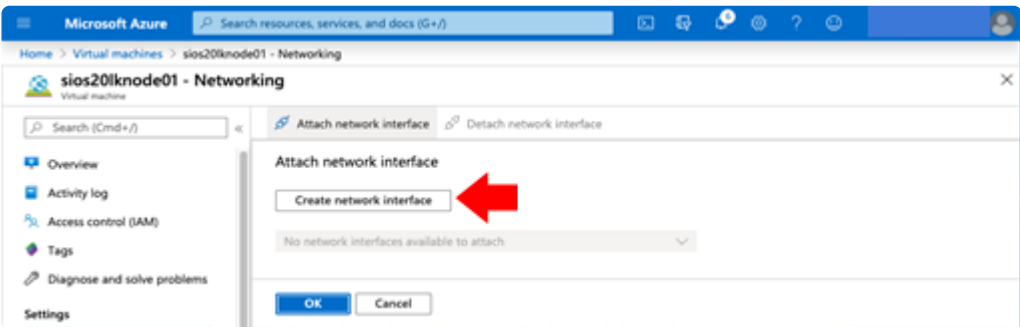 Microsoft Azure
Search resources, services, and docs (G+/)
Home > Virtual machines > sios20lknode01 - Networking
sios20lknode01 - Networking
Virtual machine
Search (Cmd+/)
«
Attach network interface
Detach network interface
Overview
Activity log
Access control (IAM)
Tags
Diagnose and solve problems
Settings
Attach network interface
Create network interface
No network interfaces available to attach
OK
Cancel